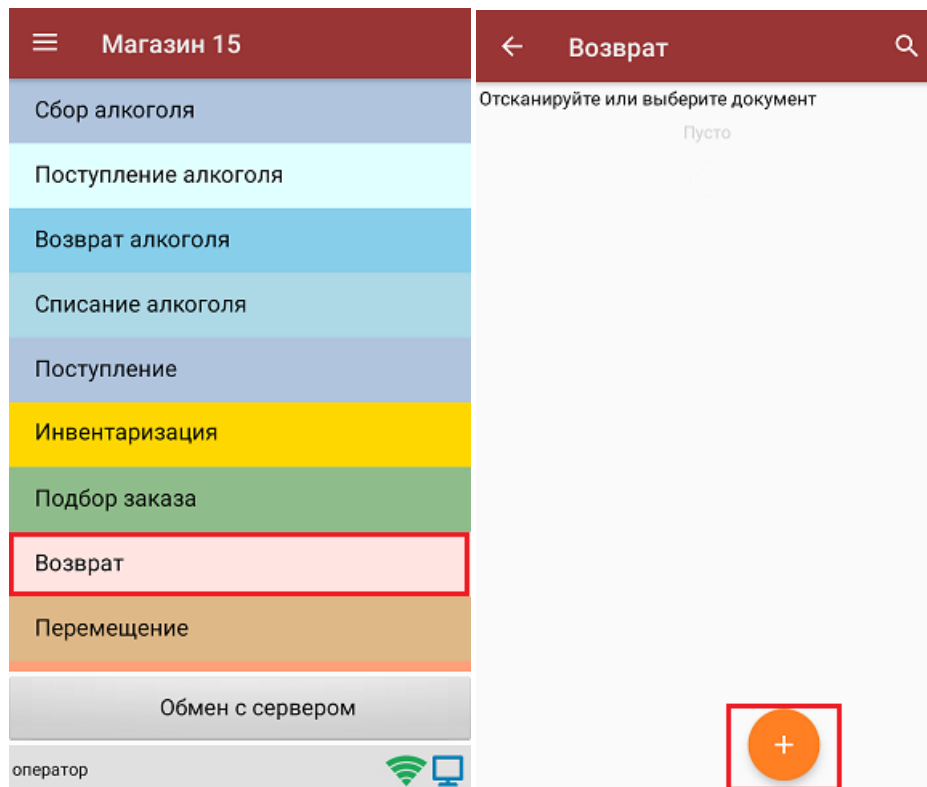 Магазин 15
Сбор алкоголя
Поступление алкоголя
Возврат алкоголя
Списание алкоголя
Поступление
Инвентаризация
Подбор заказа
Возврат
Перемещение
Обмен с сервером
оператор
Возврат
Отсканируйте или выберите документ
Пусто
+